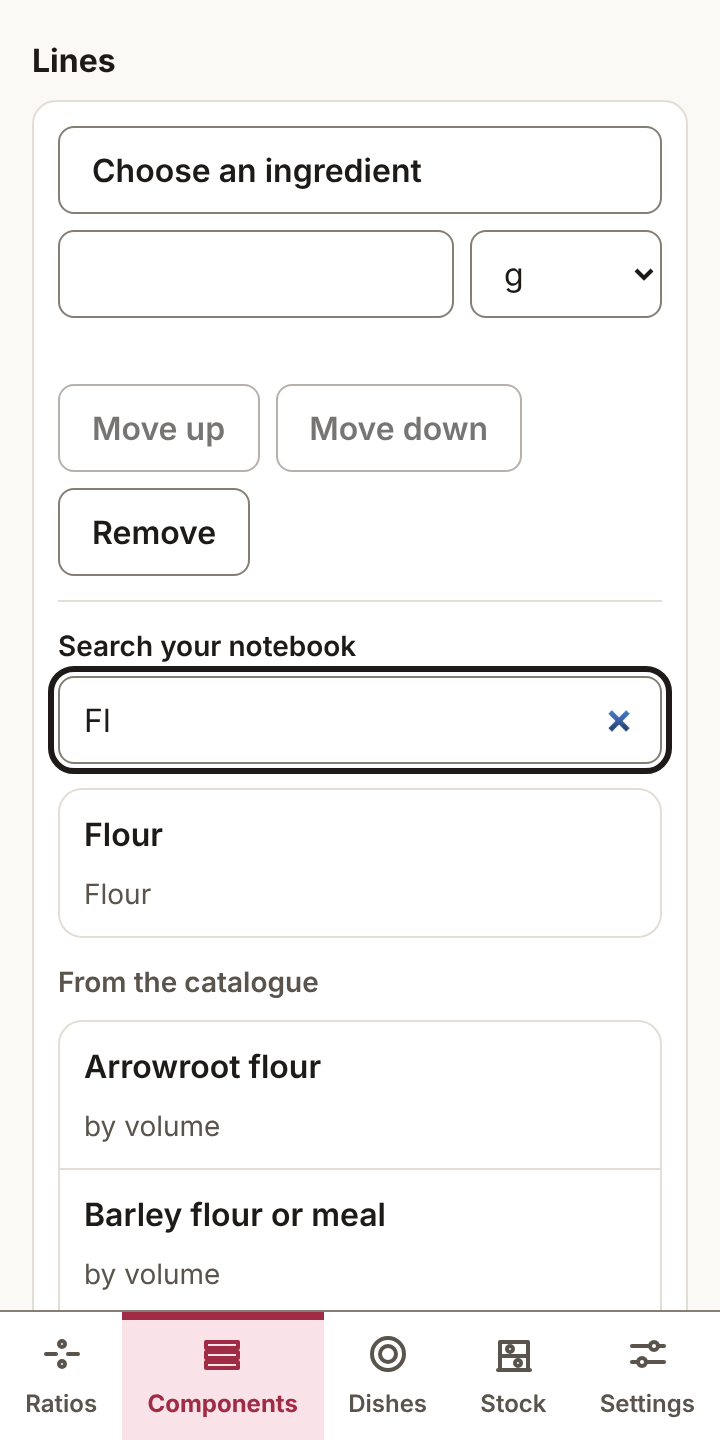 Lines
Choose an ingredient
g
Move up
Move down
Remove
Search your notebook
Fl
Flour
Flour
From the catalogue
Arrowroot flour
by volume
Barley flour or meal
by volume
Ratios
Components
Dishes
Stock
Settings